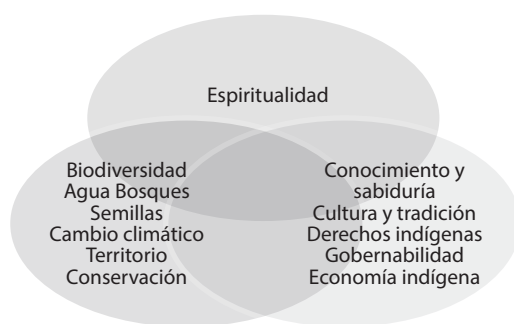 Espiritualidad
Biodiversidad
Agua Bosques
Semillas
Cambio climático
Territorio
Conservación
Conocimiento y
sabiduría
Cultura y tradición
Derechos indígenas
Gobernabilidad
Economía indígena